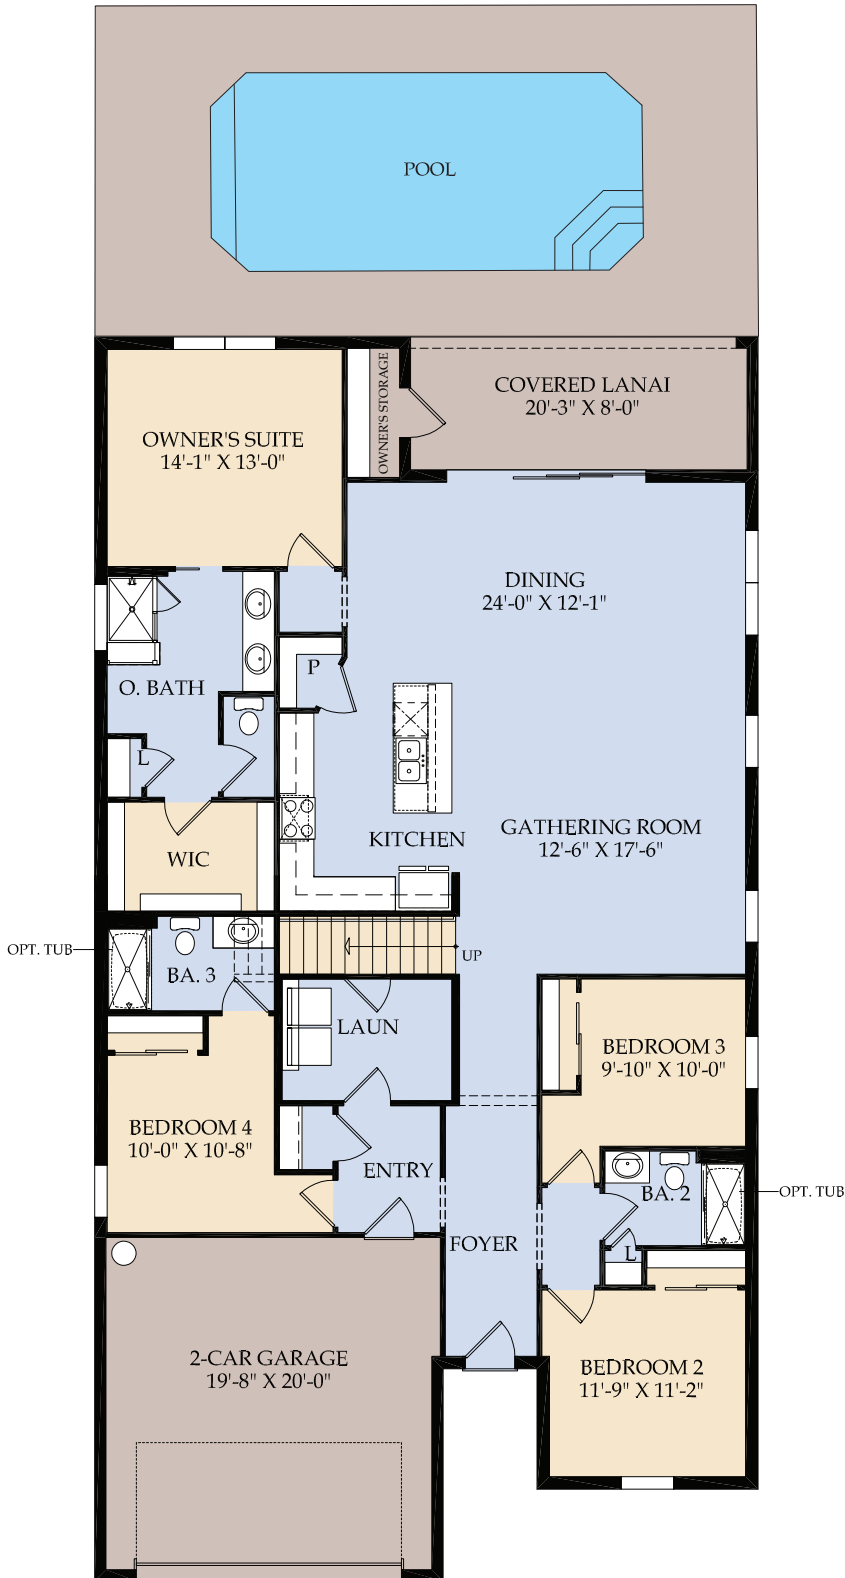 POOL
COVERED LANAI
20'-3" X 8'-0"
OWNER'S STORAGE
OWNER'S SUITE
14'-1" X 13'-0"
DINING
24'-0" X 12'-1"
P
O. BATH
L
KITCHEN
GATHERING ROOM
12'-6" X 17'-6"
WIC
OPT. TUB
BA. 3
UP
LAUN
BEDROOM 3
9'-10" X 10'-0"
BEDROOM 4
10'-0" X 10'-8"
ENTRY
BA. 2
OPT. TUB
FOYER
L
2-CAR GARAGE
19'-8" X 20'-0"
BEDROOM 2
11'-9" X 11'-2"